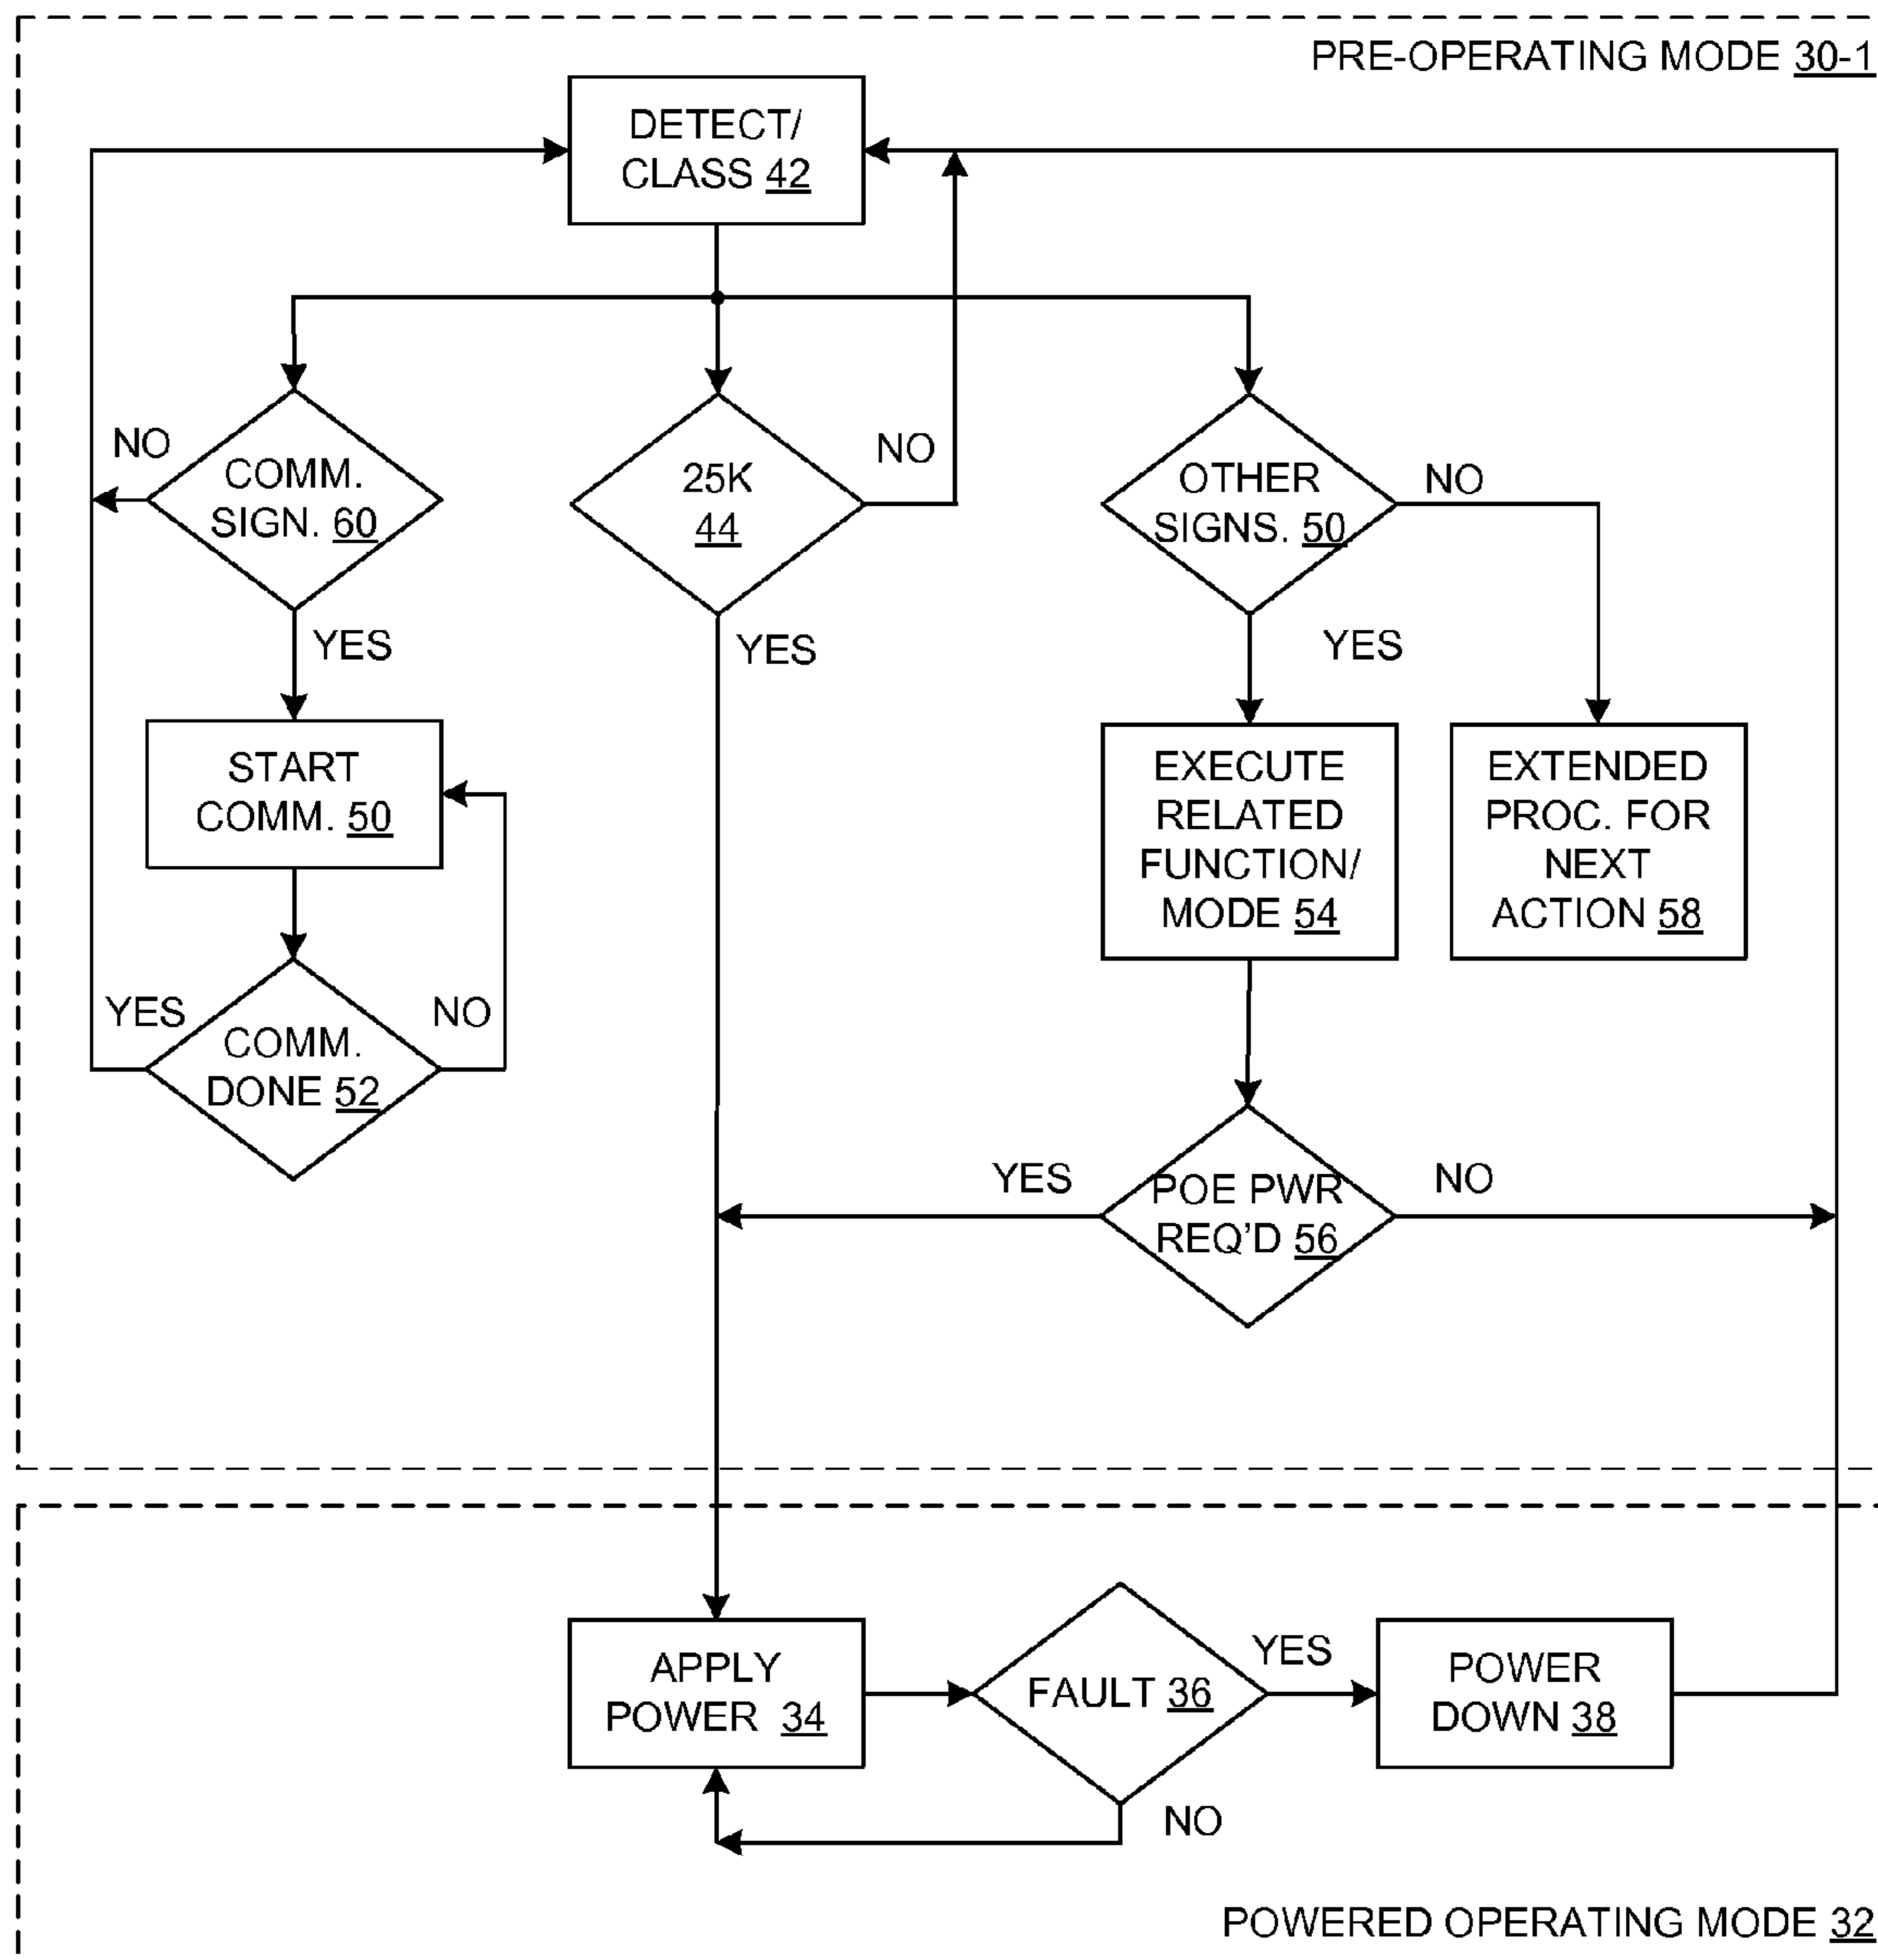 PRE-OPERATING MODE 30-1
DETECT/
CLASS 42
NO
COMM.
SIGN. 60
YES
25K
44
NO
YES
OTHER
SIGNS. 50
NO
YES
START
COMM. 50
EXECUTE
RELATED
FUNCTION/
MODE 54
EXTENDED
PROC. FOR
NEXT
ACTION 58
YES
COMM.
DONE 52
NO
YES
POE PWR
REQ'D 56
NO
APPLY
POWER 34
FAULT 36
YES
POWER
DOWN 38
NO
POWERED OPERATING MODE 32